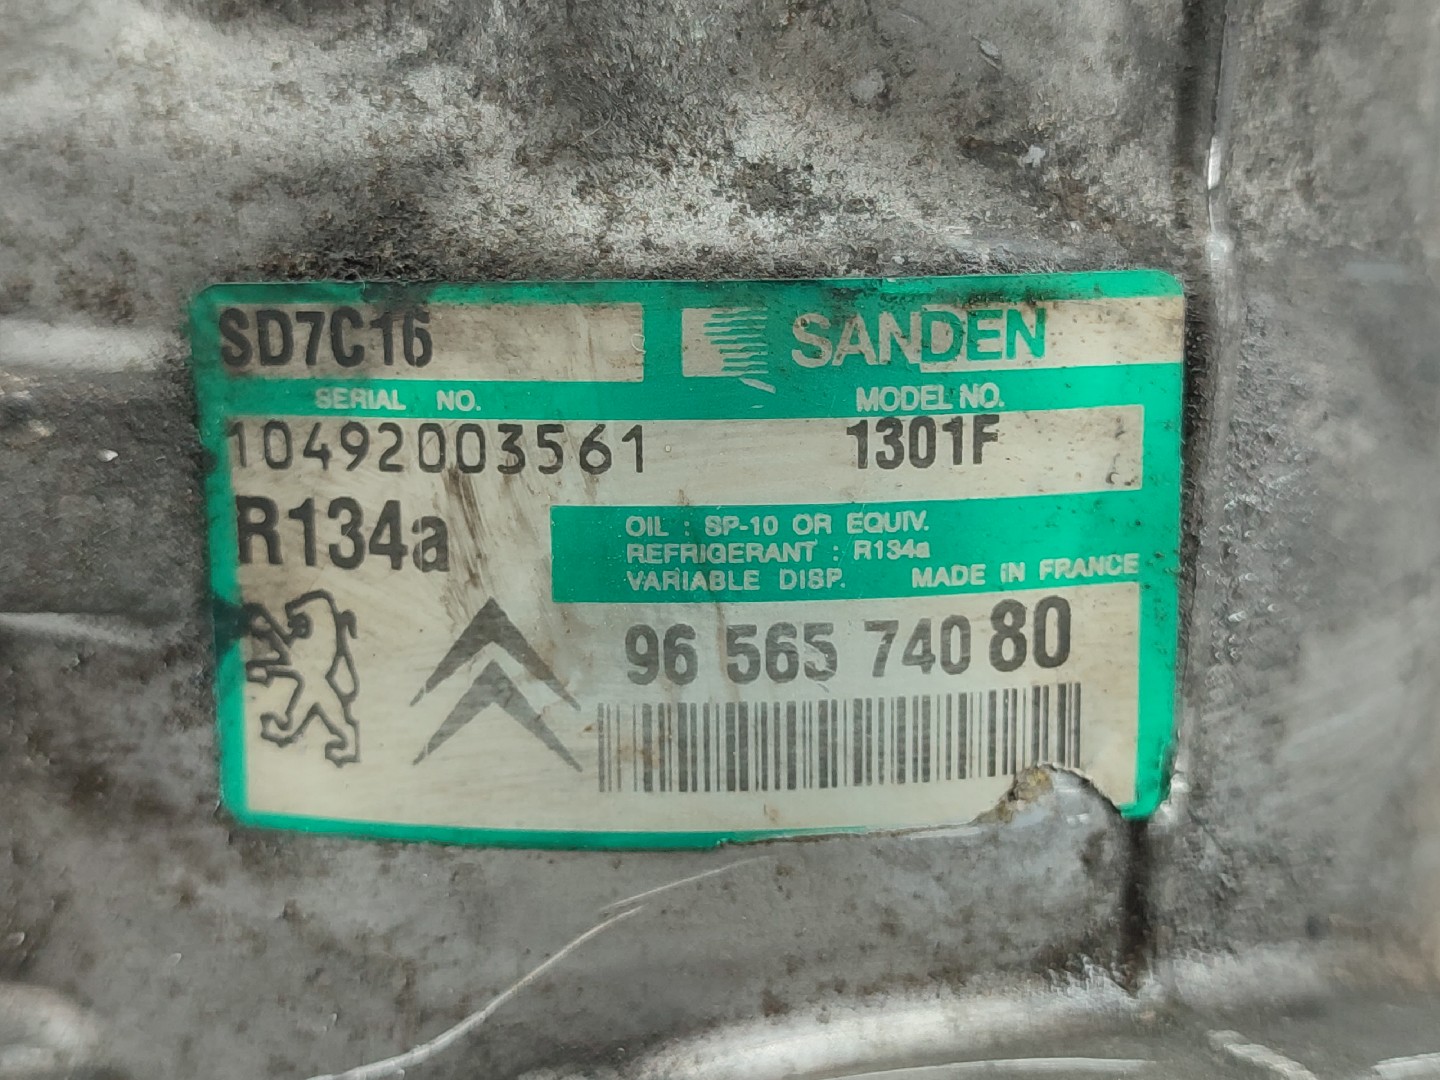 SD7C16
SANDEN
SERIAL NO.
MODEL NO.
10492003561
1301F
R134a
OIL : SP-10 OR EQUIV.
REFRIGERANT : R134a
VARIABLE DISP. MADE IN FRANCE
96 565 740 80